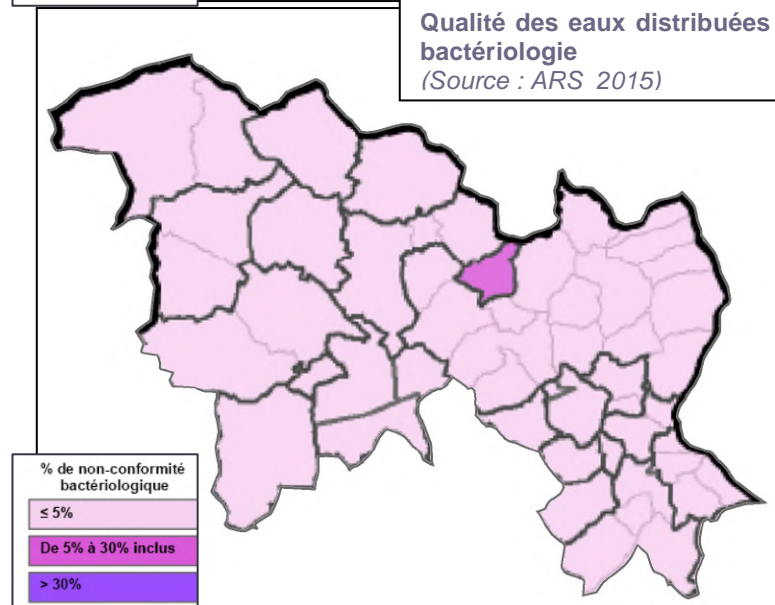 Qualité des eaux distribuées
bactériologie
(Source : ARS 2015)
% de non-conformité
bactériologique
≤ 5%
De 5% à 30% inclus
> 30%